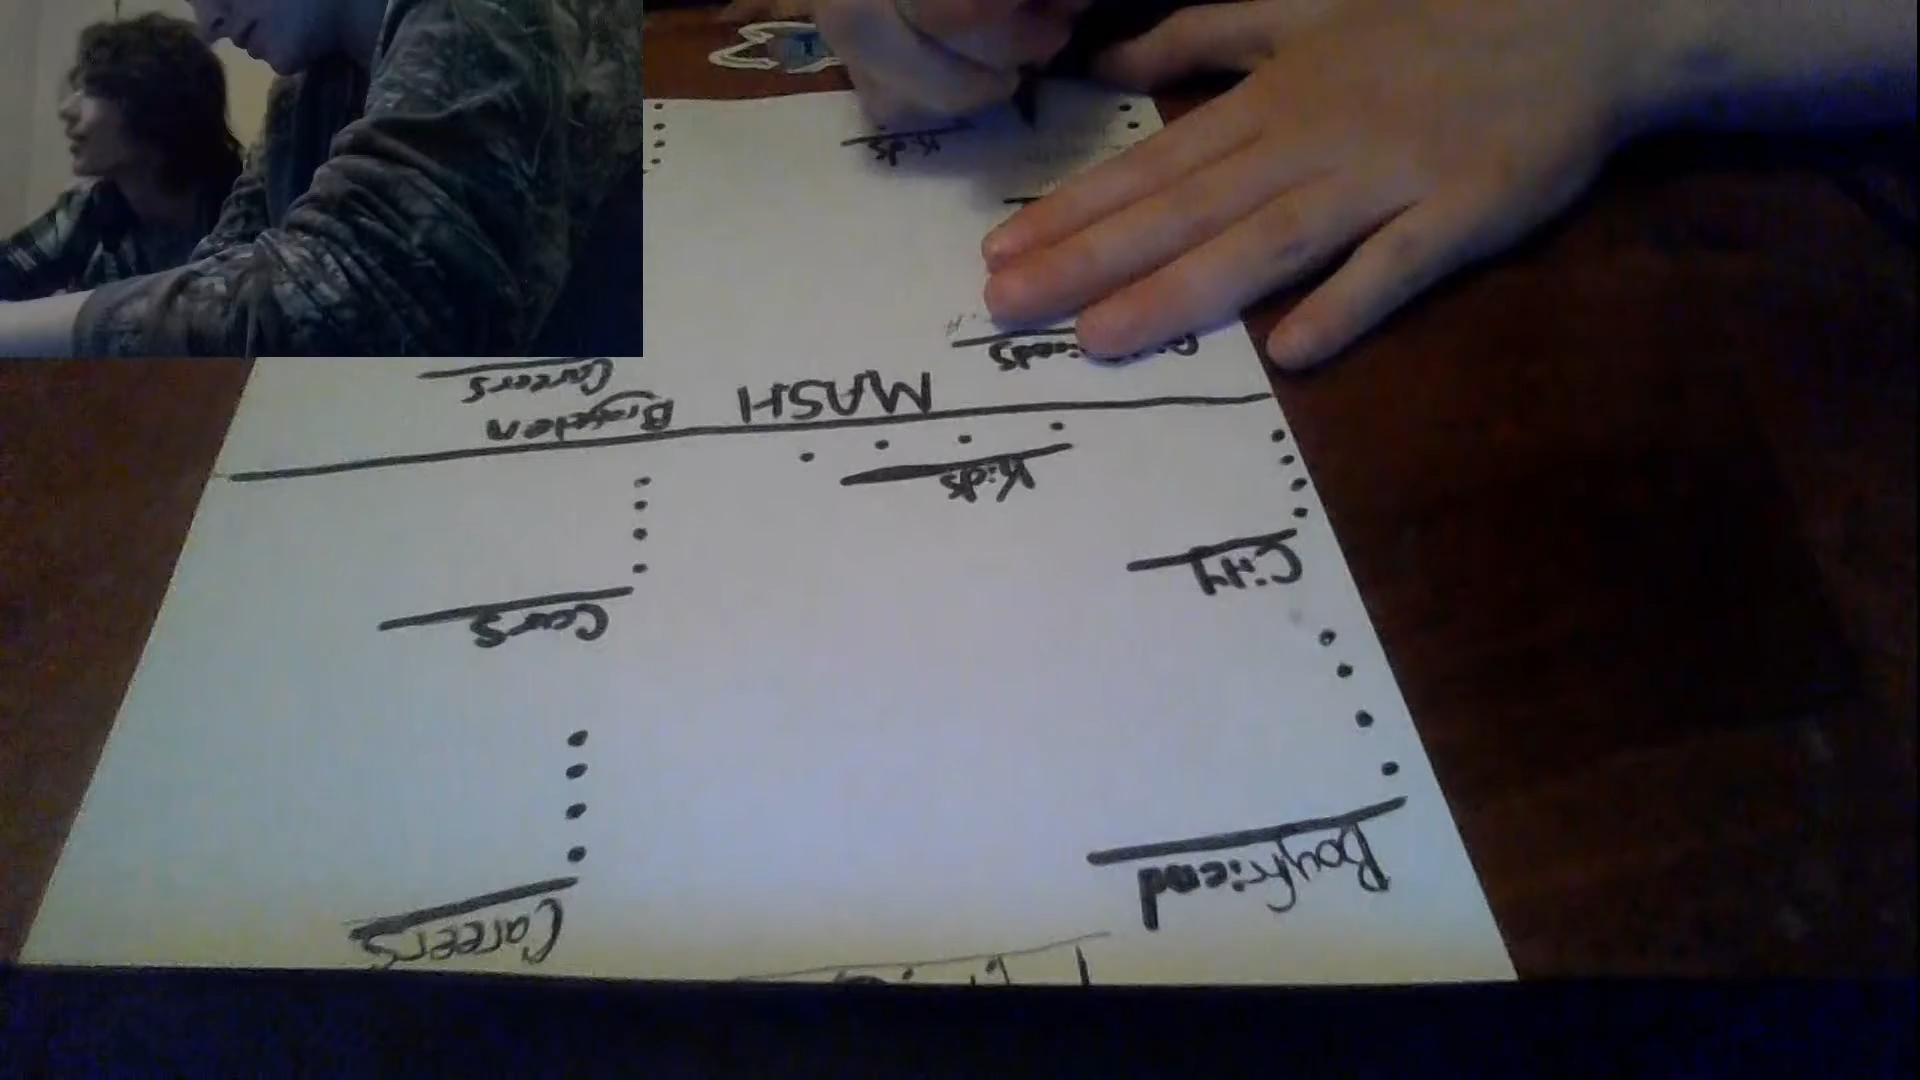 Boyfriend
Careers
City
Cars
Kids
MASH Brayden
Careers
Kids